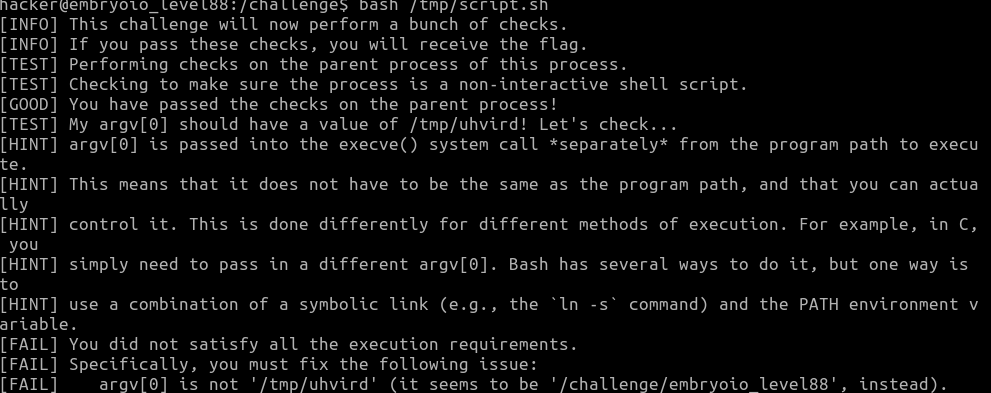 hacker@embryoio_level88:/challenge$ bash /tmp/script.sh
[INFO] This challenge will now perform a bunch of checks.
[INFO] If you pass these checks, you will receive the flag.
[TEST] Performing checks on the parent process of this process.
[TEST] Checking to make sure the process is a non-interactive shell script.
[GOOD] You have passed the checks on the parent process!
[TEST] My argv[0] should have a value of /tmp/uhvird! Let's check...
[HINT] argv[0] is passed into the execve() system call *separately* from the program path to execu
te.
[HINT] This means that it does not have to be the same as the program path, and that you can actua
lly
[HINT] control it. This is done differently for different methods of execution. For example, in C,
 you
[HINT] simply need to pass in a different argv[0]. Bash has several ways to do it, but one way is
to
[HINT] use a combination of a symbolic link (e.g., the `ln -s` command) and the PATH environment v
ariable.
[FAIL] You did not satisfy all the execution requirements.
[FAIL] Specifically, you must fix the following issue:
[FAIL]    argv[0] is not '/tmp/uhvird' (it seems to be '/challenge/embryoio_level88', instead).